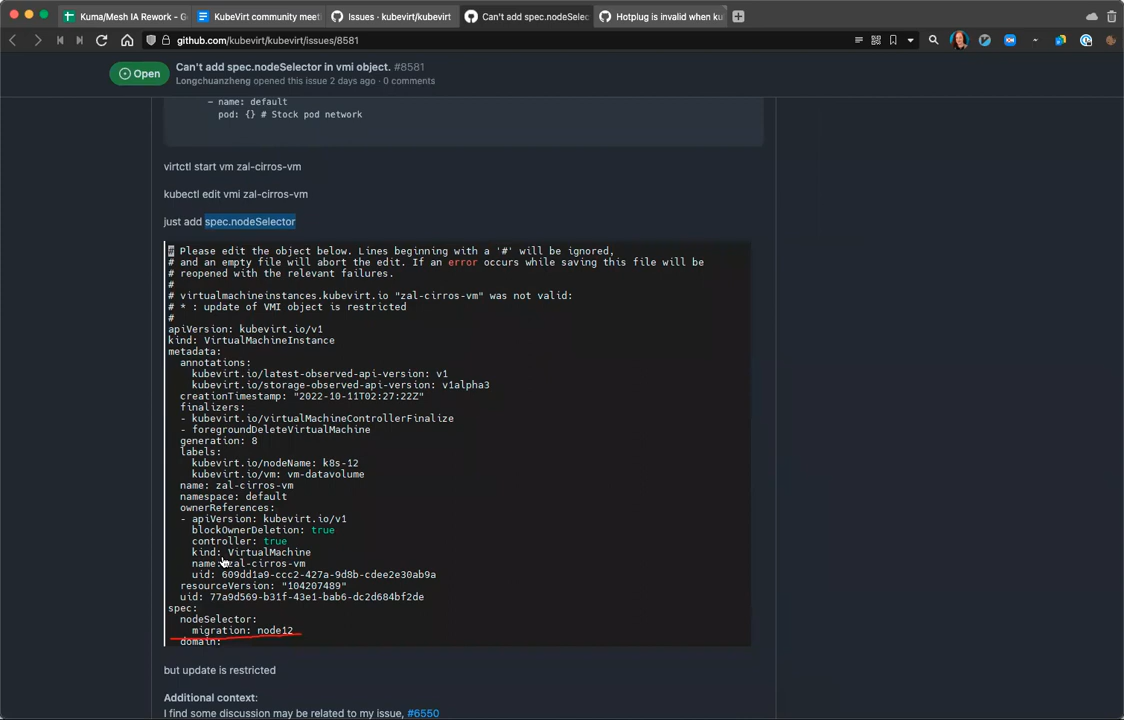 Kuma/Mesh IA Rework - G
KubeVirt community meet
Issues · kubevirt/kubevirt
Can't add spec.nodeSelec
Hotplug is invalid when ku
github.com/kubevirt/kubevirt/issues/8581
Open
Can't add spec.nodeSelector in vmi object. #8581
Longchuanzheng opened this issue 2 days ago · 0 comments
- name: default
pod: {} # Stock pod network
virtctl start vm zal-cirros-vm
kubectl edit vmi zal-cirros-vm
just add spec.nodeSelector
# Please edit the object below. Lines beginning with a '#' will be ignored,
# and an empty file will abort the edit. If an error occurs while saving this file will be
# reopened with the relevant failures.
#
# virtualmachineinstances.kubevirt.io "zal-cirros-vm" was not valid:
# * : update of VMI object is restricted
#
apiVersion: kubevirt.io/v1
kind: VirtualMachineInstance
metadata:
annotations:
kubevirt.io/latest-observed-api-version: v1
kubevirt.io/storage-observed-api-version: v1alpha3
creationTimestamp: "2022-10-11T02:27:22Z"
finalizers:
- kubevirt.io/virtualMachineControllerFinalize
- foregroundDeleteVirtualMachine
generation: 8
labels:
kubevirt.io/nodeName: k8s-12
kubevirt.io/vm: vm-datavolume
name: zal-cirros-vm
namespace: default
ownerReferences:
- apiVersion: kubevirt.io/v1
blockOwnerDeletion: true
controller: true
kind: VirtualMachine
name: zal-cirros-vm
uid: 609dd1a9-ccc2-427a-9d8b-cdee2e30ab9a
resourceVersion: "104207489"
uid: 77a9d569-b31f-43e1-bab6-dc2d684bf2de
spec:
nodeSelector:
migration: node12
domain:
but update is restricted
Additional context:
I find some discussion may be related to my issue, #6550